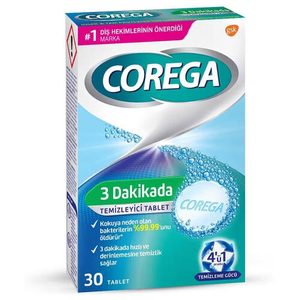 #1 DİŞ HEKİMLERİNİN ÖNERDİĞİ
MARKA
gsk
COREGA
3 Dakikada
TEMİZLEYİCİ TABLET
Kokuya neden olan
bakterilerin %99.99'unu
öldürür*
3 dakikada hızlı ve
derinlemesine temizlik
sağlar
COREGA
4'ü1
TEMİZLEME GÜCÜ
30 TABLET